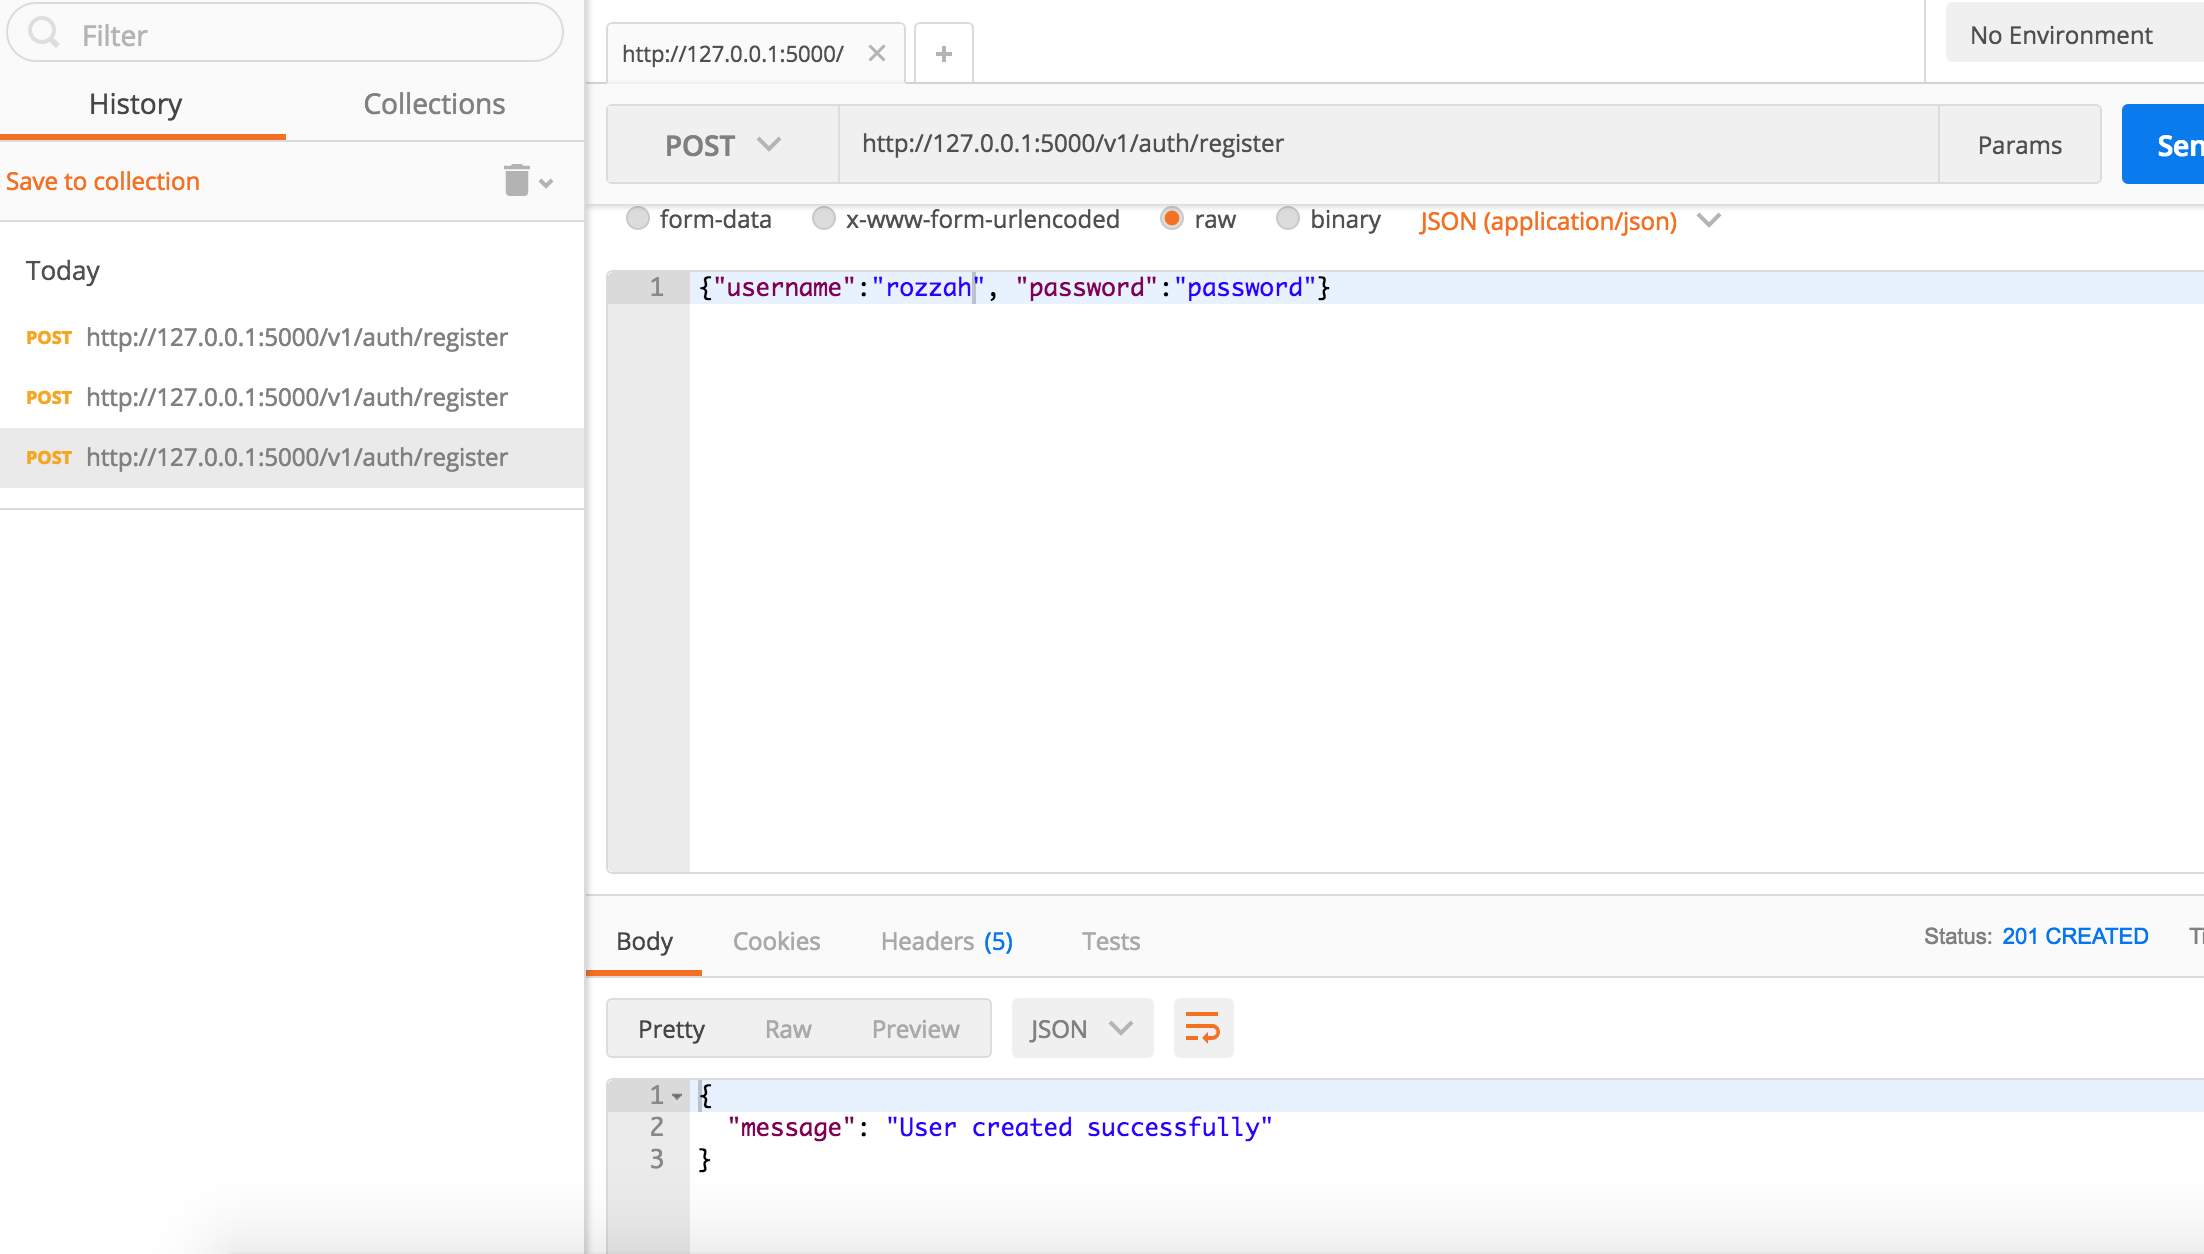 Filter
History
Collections
Save to collection
Today
POST http://127.0.0.1:5000/v1/auth/register
POST http://127.0.0.1:5000/v1/auth/register
POST http://127.0.0.1:5000/v1/auth/register
http://127.0.0.1:5000/
No Environment
POST
http://127.0.0.1:5000/v1/auth/register
Params
Sen
form-data
x-www-form-urlencoded
raw
binary
JSON (application/json)
1 {"username":"rozzah", "password":"password"}
Body
Cookies
Headers (5)
Tests
Status: 201 CREATED
Ti
Pretty
Raw
Preview
JSON
1 {
2 "message": "User created successfully"
3 }